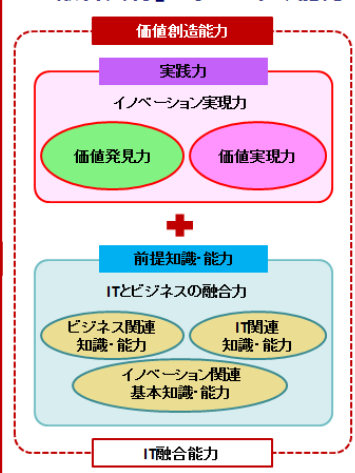 価値創造能力
実践力
イノベーション実現力
価値発見力
価値実現力
+
前提知識・能力
ITとビジネスの融合力
ビジネス関連
知識・能力
IT関連
知識・能力
イノベーション関連
基本知識・能力
IT融合能力